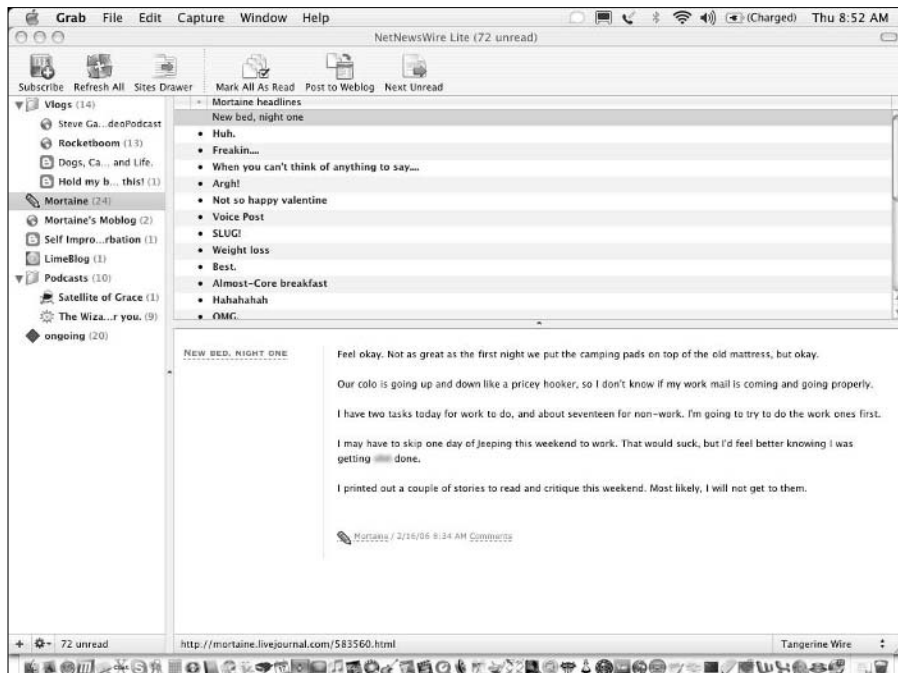 Grab File Edit Capture Window Help (Charged) Thu 8:52 AM
NetNewsWire Lite (72 unread)
Subscribe Refresh All Sites Drawer Mark All As Read Post to Weblog Next Unread
Vlogs (14)
Steve Ga...deoPodcast
Rocketboom (13)
Dogs, Ca... and Life.
Hold my b... this! (1)
Mortaine (24)
Mortaine's Moblog (2)
Self Impro...rbation (1)
LimeBlog (1)
Podcasts (10)
Satellite of Grace (1)
The Wiza...r you. (9)
ongoing (20)
Mortaine headlines
New bed, night one
• Huh.
• Freakin....
• When you can't think of anything to say....
• Argh!
• Not so happy valentine
• Voice Post
• SLUG!
• Weight loss
• Best.
• Almost-Core breakfast
• Hahahahah
• OMG.
NEW BED, NIGHT ONE
Feel okay. Not as great as the first night we put the camping pads on top of the old mattress, but okay.
Our colo is going up and down like a pricey hooker, so I don't know if my work mail is coming and going properly.
I have two tasks today for work to do, and about seventeen for non-work. I'm going to try to do the work ones first.
I may have to skip one day of Jeeping this weekend to work. That would suck, but I'd feel better knowing I was
getting done.
I printed out a couple of stories to read and critique this weekend. Most likely, I will not get to them.
Mortaine / 2/16/06 6:34 AM Comments
+ 72 unread http://mortaine.livejournal.com/583560.html Tangerine Wire